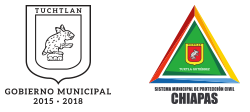 TUCHTLAN
GOBIERNO MUNICIPAL
2015 - 2018
SISTEMA MUNICIPAL DE PROTECCIÓN CIVIL
CHIAPAS